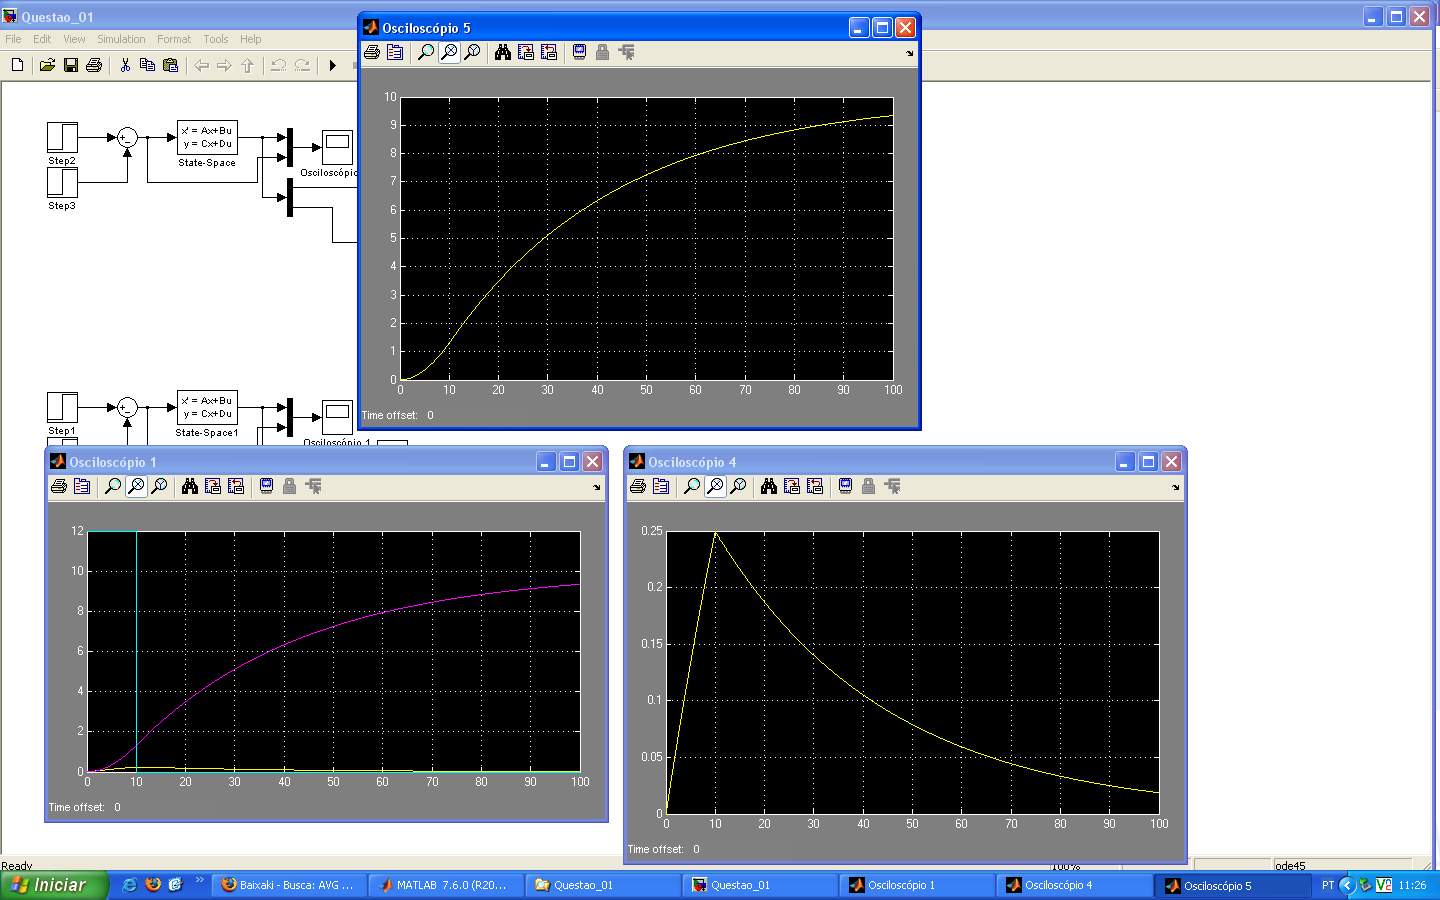 Questao_01
File Edit View Simulation Format Tools Help
Step2
x' = Ax+Bu
y = Cx+Du
State-Space
Osciloscópio
Step3
Step1
x' = Ax+Bu
y = Cx+Du
State-Space1
Osciloscópio 1
Osciloscópio 5
10
9
8
7
6
5
4
3
2
1
0
0 10 20 30 40 50 60 70 80 90 100
Time offset: 0
Osciloscópio 1
12
10
8
6
4
2
0
0 10 20 30 40 50 60 70 80 90 100
Time offset: 0
Osciloscópio 4
0.25
0.2
0.15
0.1
0.05
0
0 10 20 30 40 50 60 70 80 90 100
Time offset: 0
Ready 100% ode45
Iniciar Baixaki - Busca: AVG ... MATLAB 7.6.0 (R20... Questao_01 Questao_01 Osciloscópio 1 Osciloscópio 4 Osciloscópio 5 PT 11:26